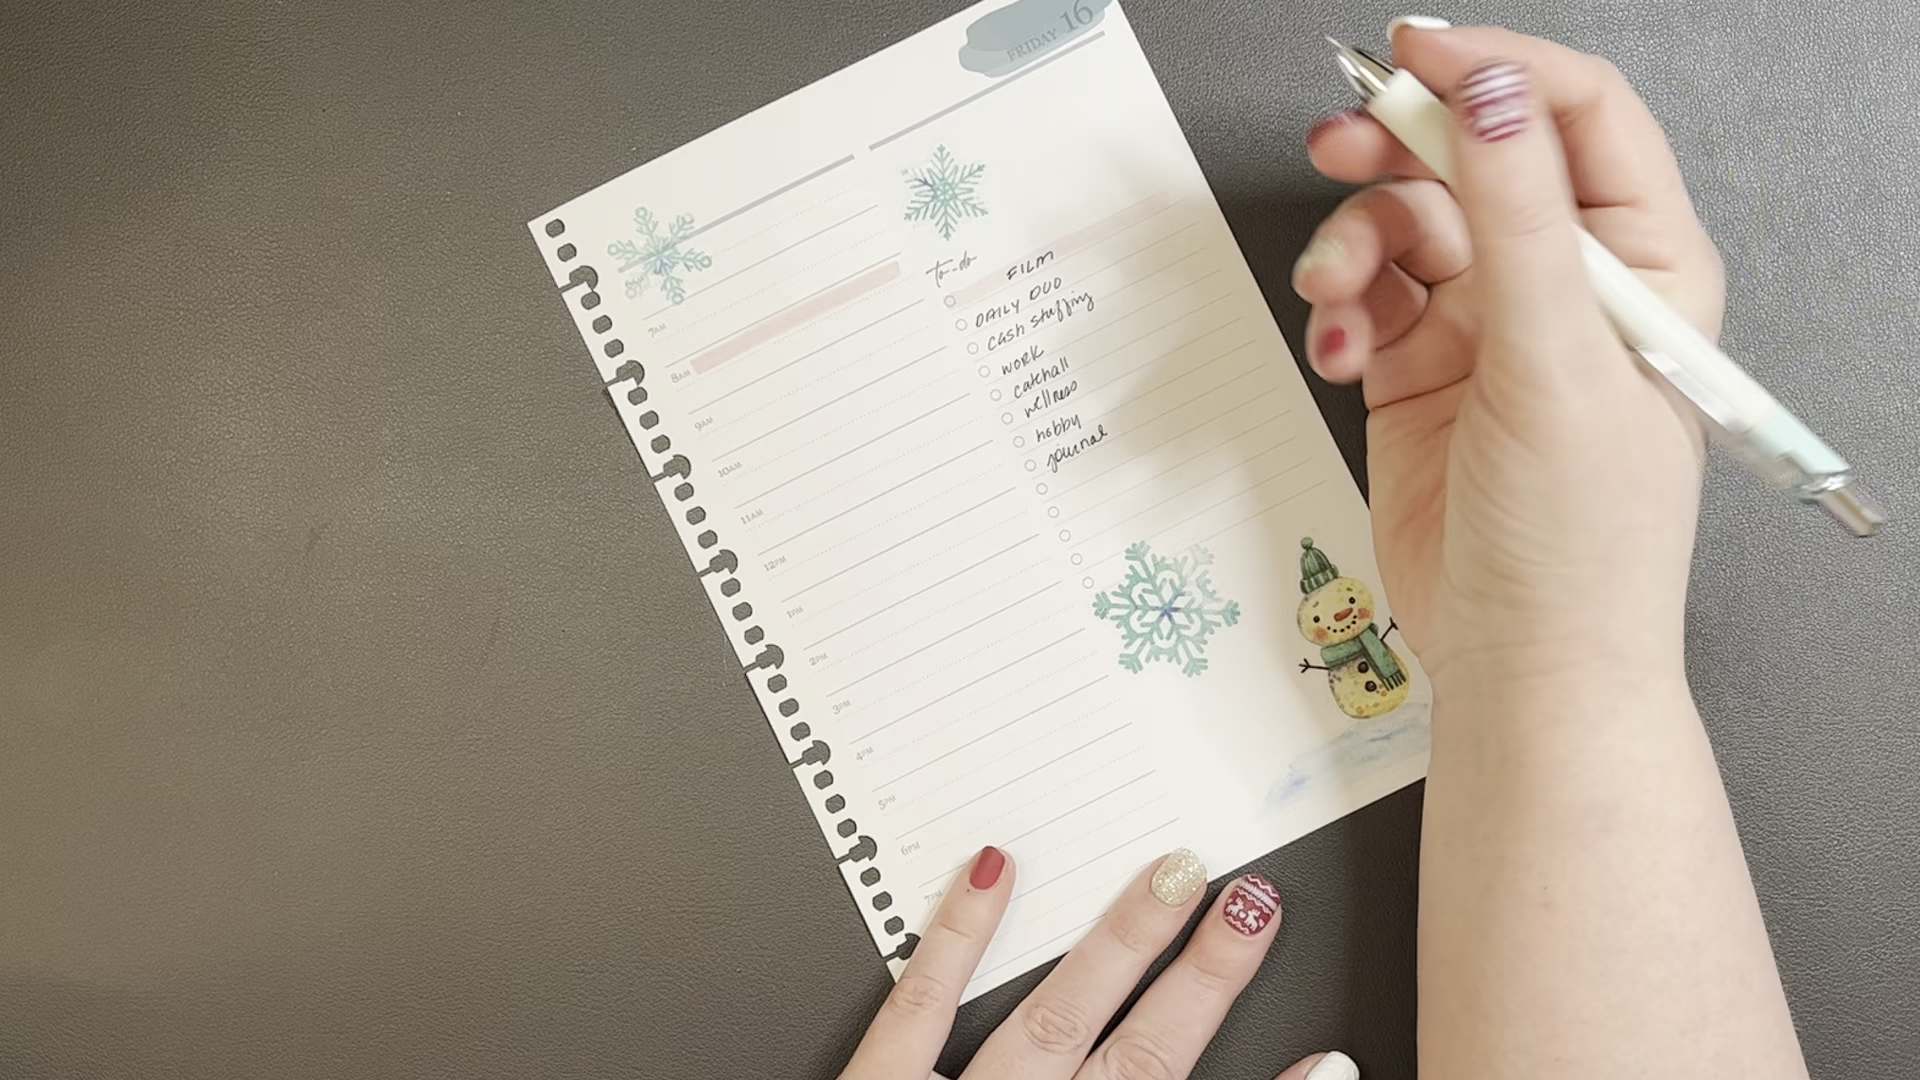 FRIDAY 16
to-do
FILM
DAILY DUO
cash stuffing
work
catchall
wellness
hobby
journal
7AM
8AM
9AM
10AM
11AM
12PM
1PM
2PM
3PM
4PM
5PM
6PM
7PM